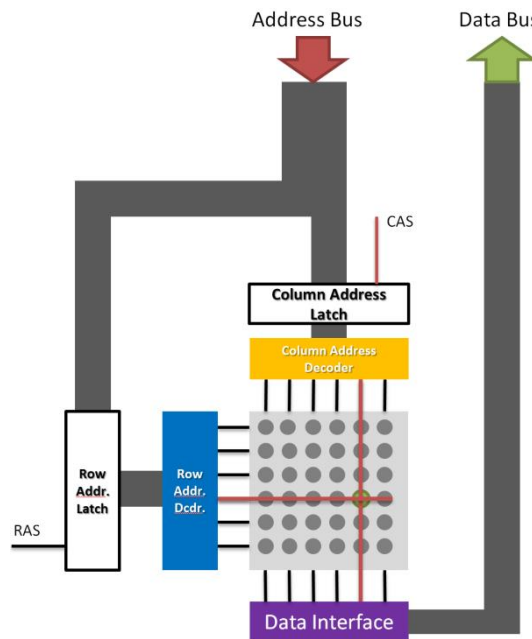 Address Bus
Data Bus
CAS
Column Address
Latch
Column Address
Decoder
Row
Addr.
Latch
Row
Addr.
Dcdr.
RAS
Data Interface